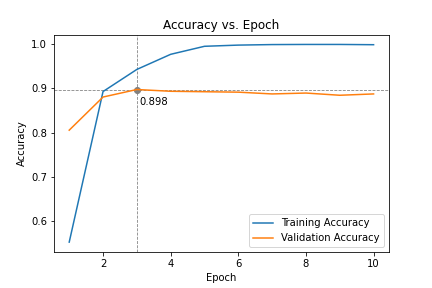 Accuracy vs. Epoch
1.0
0.9
0.8
0.7
0.6
Accuracy
0.898
Training Accuracy
Validation Accuracy
2 4 6 8 10
Epoch